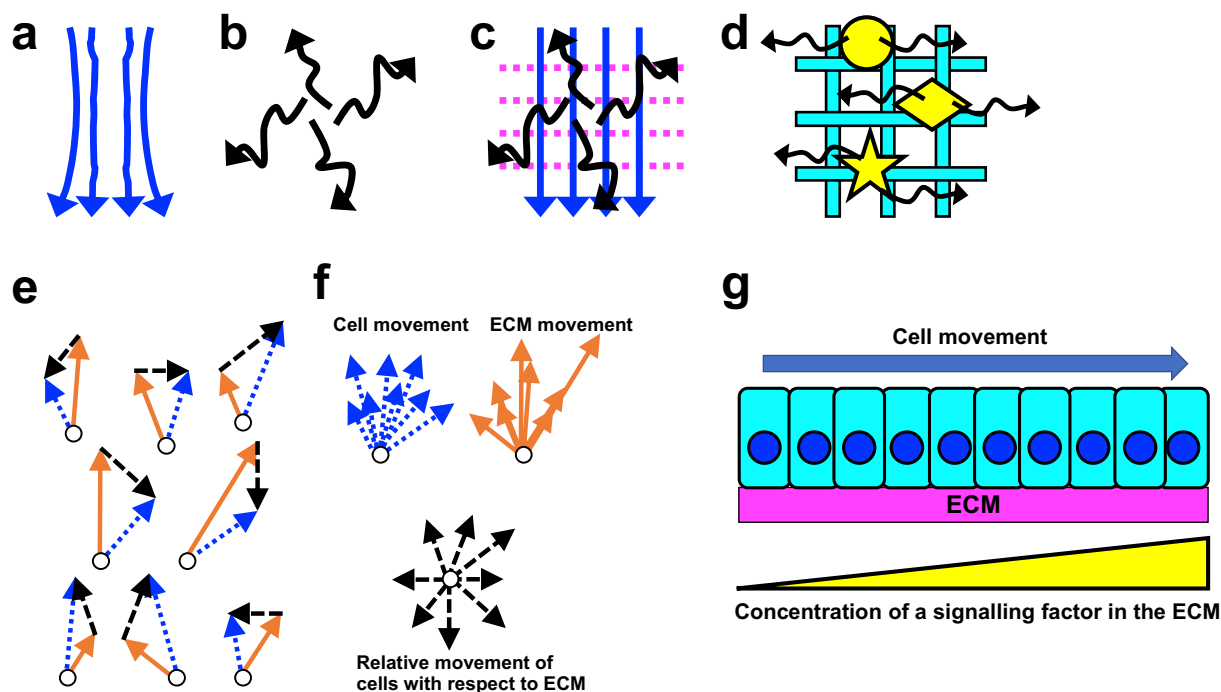 a
b
c
d
e
f
Cell movement
ECM movement
Relative movement of
cells with respect to ECM
g
Cell movement
ECM
Concentration of a signalling factor in the ECM